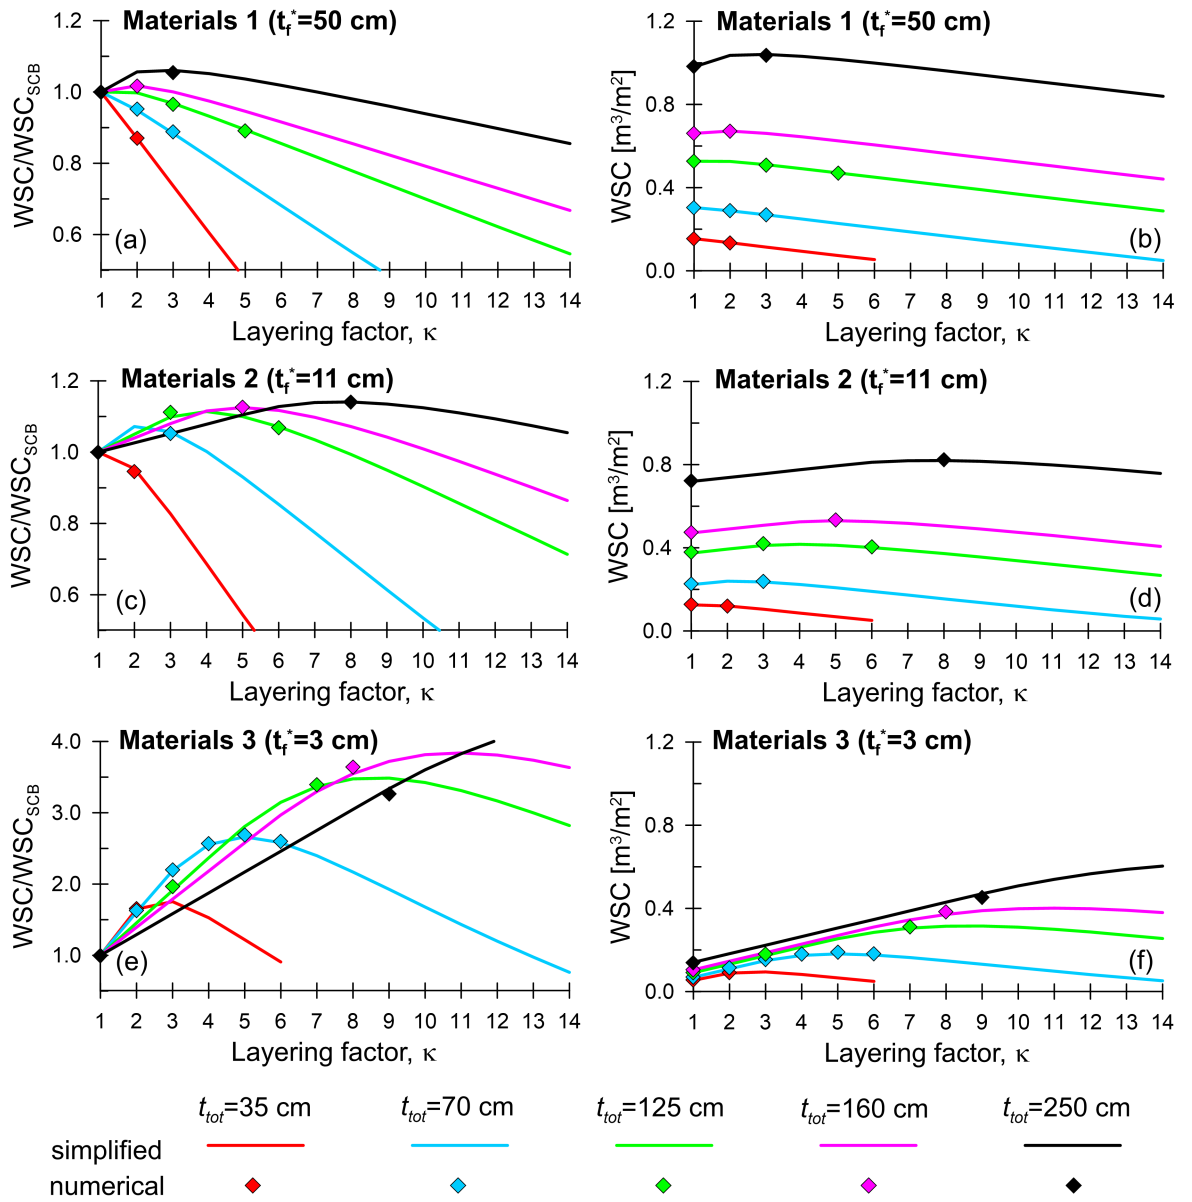 Materials 1 (t_f^*=50 cm)
1.2
1.0
0.8
0.6
WSC/WSC_SCB
(a)
1 2 3 4 5 6 7 8 9 10 11 12 13 14
Layering factor, κ
Materials 1 (t_f^*=50 cm)
1.2
0.8
0.4
0.0
WSC [m³/m²]
(b)
1 2 3 4 5 6 7 8 9 10 11 12 13 14
Layering factor, κ
Materials 2 (t_f^*=11 cm)
1.2
1.0
0.8
0.6
WSC/WSC_SCB
(c)
1 2 3 4 5 6 7 8 9 10 11 12 13 14
Layering factor, κ
Materials 2 (t_f^*=11 cm)
1.2
0.8
0.4
0.0
WSC [m³/m²]
(d)
1 2 3 4 5 6 7 8 9 10 11 12 13 14
Layering factor, κ
Materials 3 (t_f^*=3 cm)
4.0
3.0
2.0
1.0
WSC/WSC_SCB
(e)
1 2 3 4 5 6 7 8 9 10 11 12 13 14
Layering factor, κ
Materials 3 (t_f^*=3 cm)
1.2
0.8
0.4
0.0
WSC [m³/m²]
(f)
1 2 3 4 5 6 7 8 9 10 11 12 13 14
Layering factor, κ
t_tot=35 cm t_tot=70 cm t_tot=125 cm t_tot=160 cm t_tot=250 cm
simplified
numerical